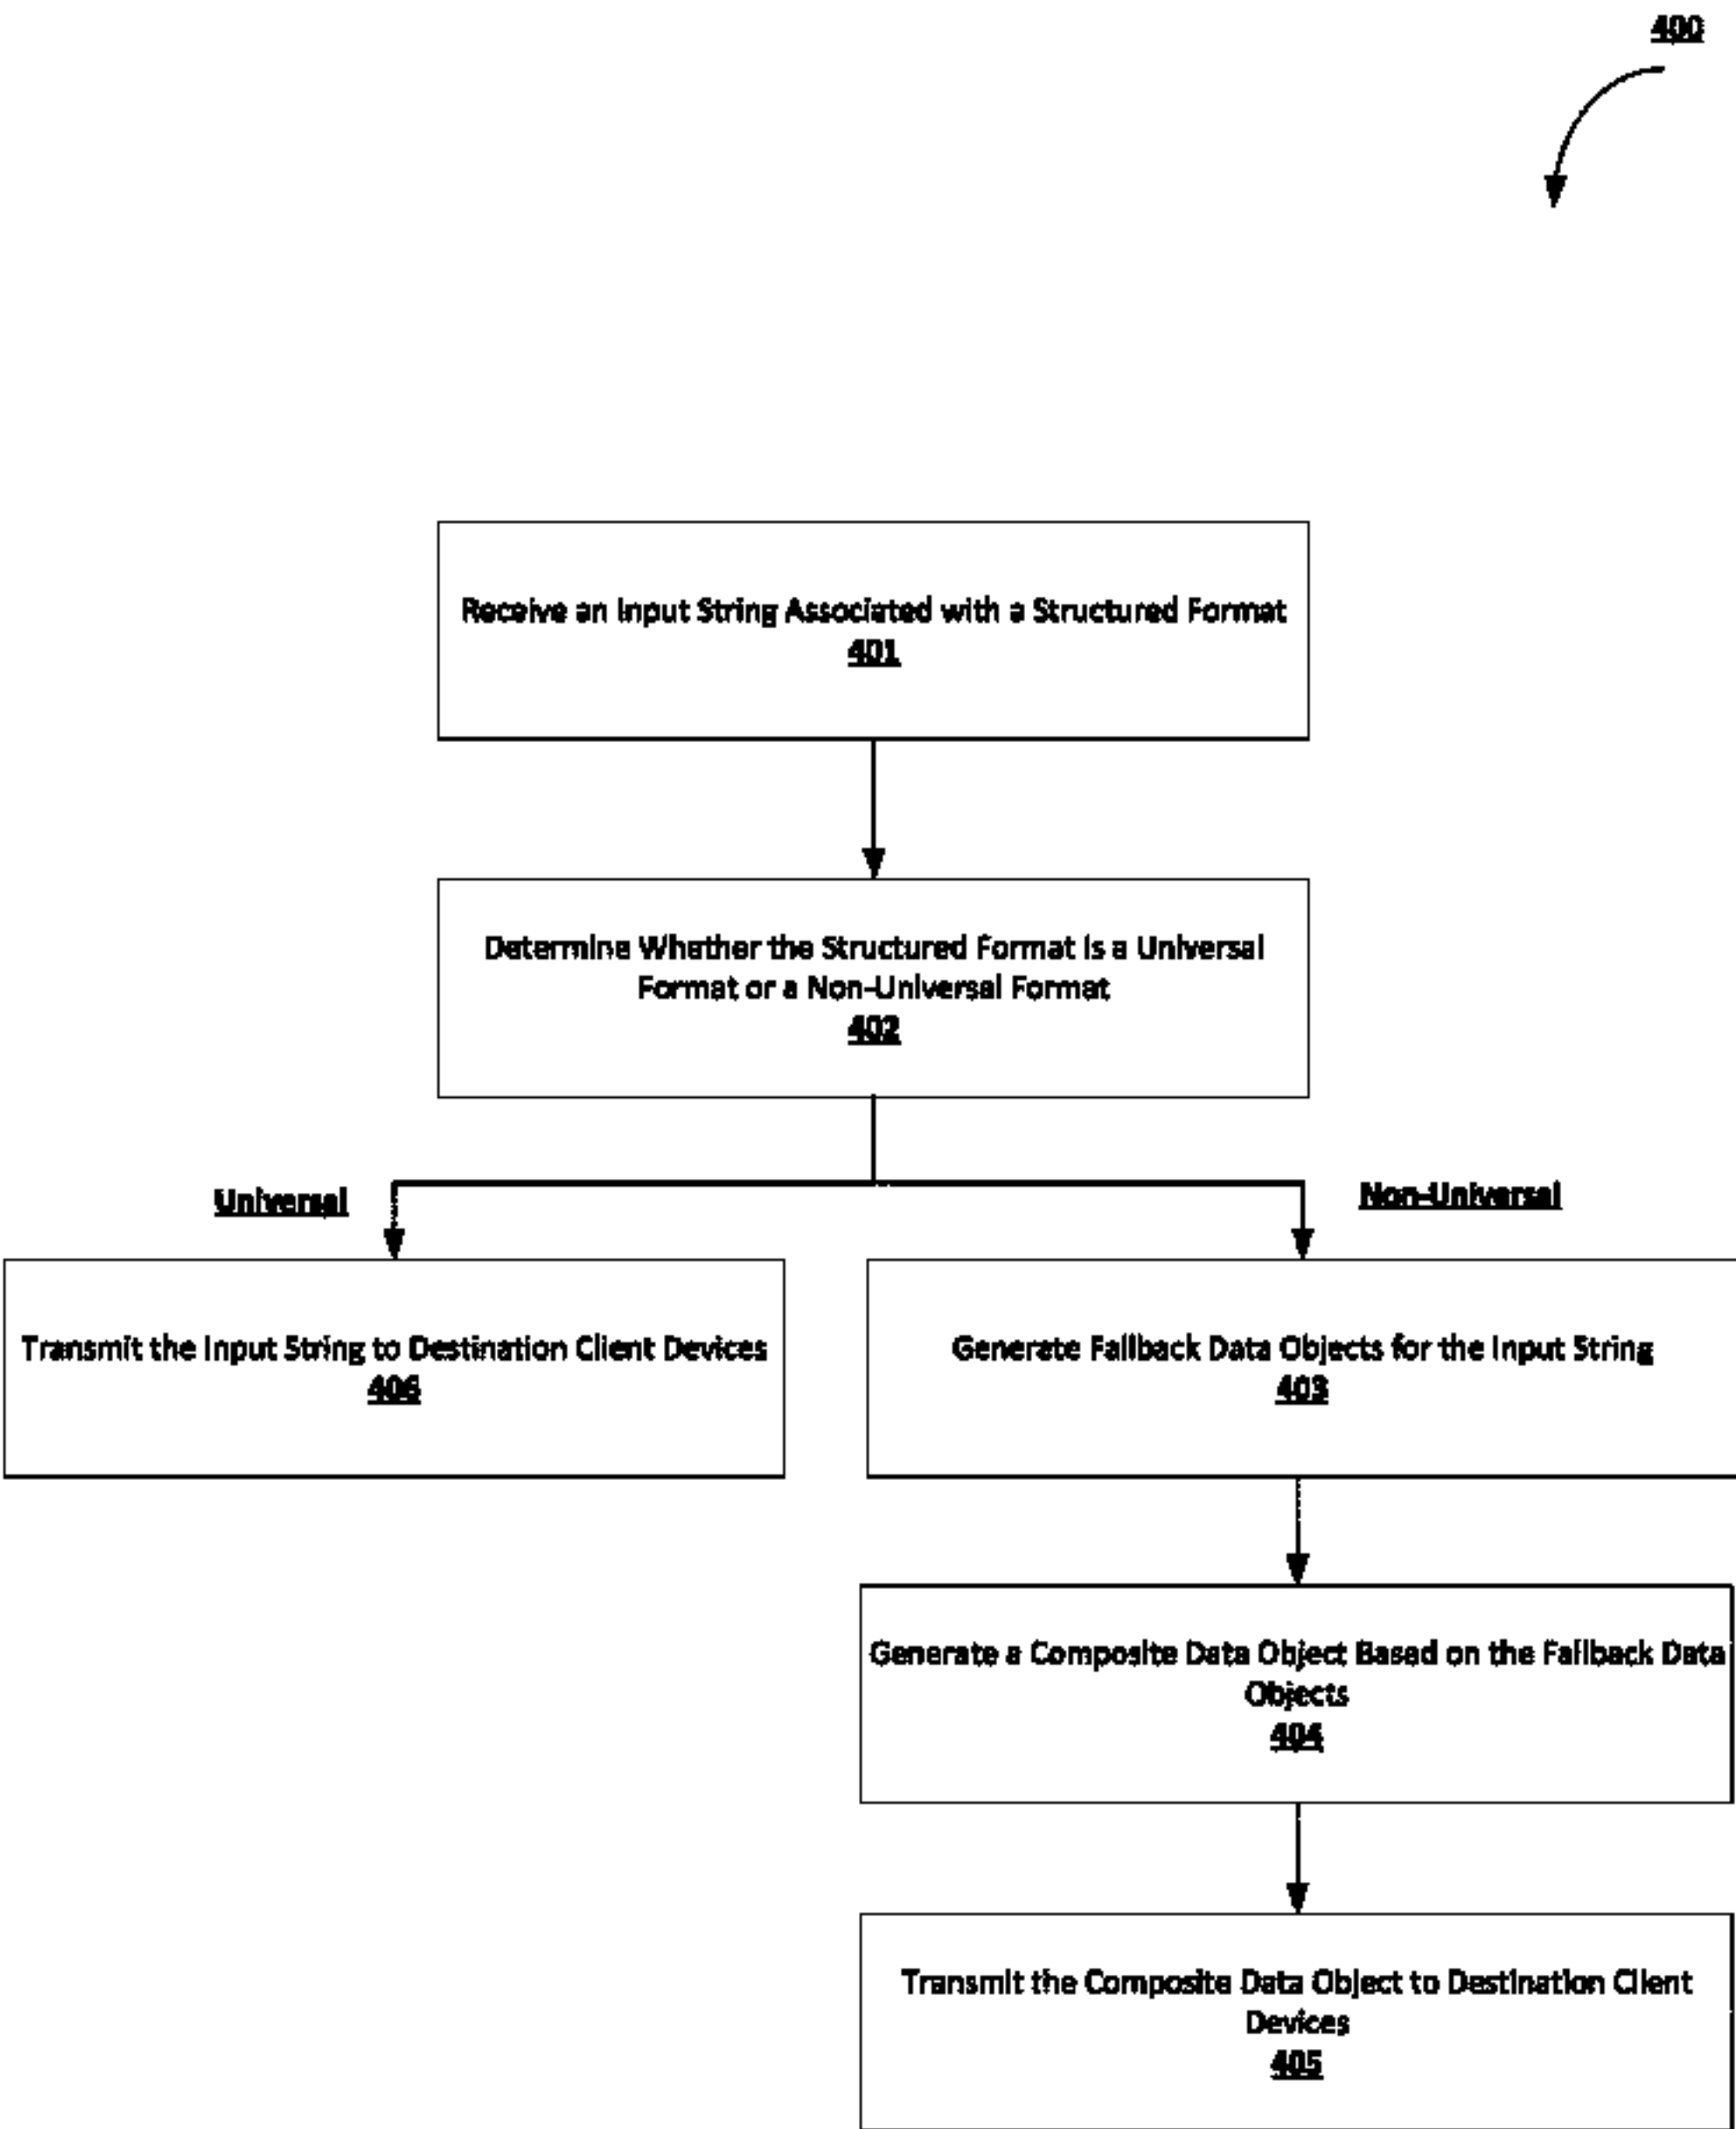 400
Receive an Input String Associated with a Structured Format
401
Determine Whether the Structured Format is a Universal
Format or a Non-Universal Format
402
Universal
Non-Universal
Transmit the Input String to Destination Client Devices
406
Generate Fallback Data Objects for the Input String
403
Generate a Composite Data Object Based on the Fallback Data
Objects
404
Transmit the Composite Data Object to Destination Client
Devices
405